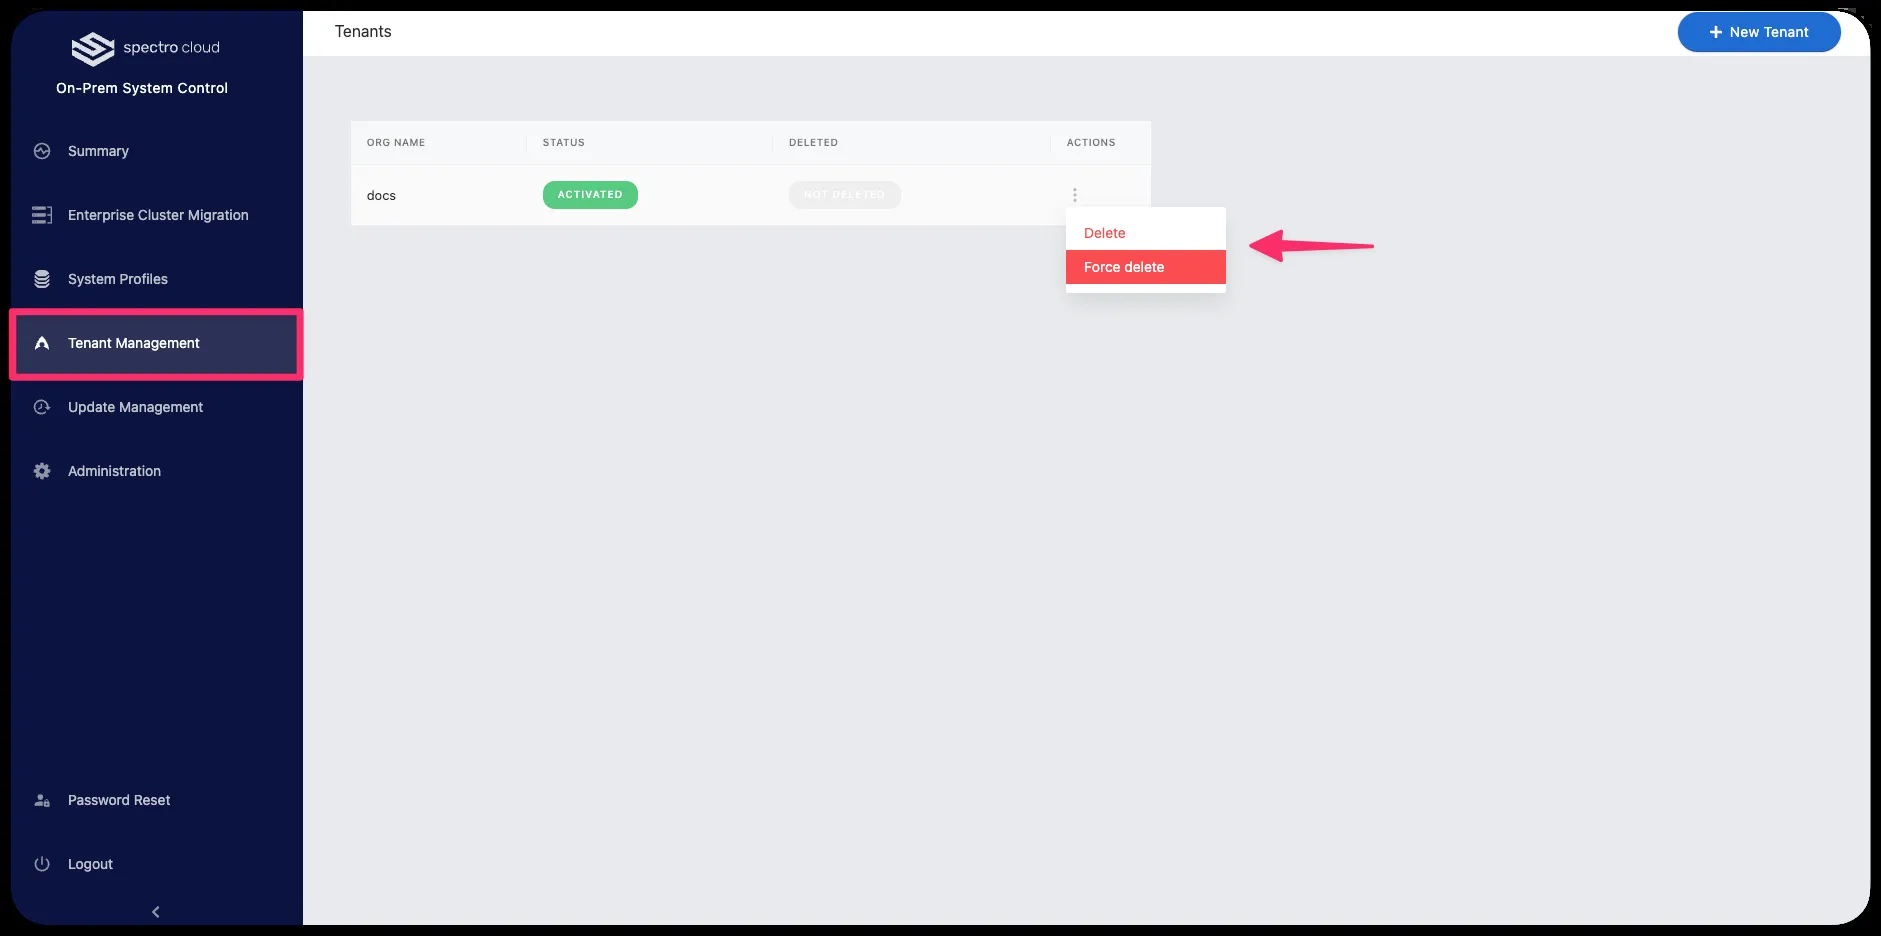 spectro cloud
On-Prem System Control
Summary
Enterprise Cluster Migration
System Profiles
Tenant Management
Update Management
Administration
Password Reset
Logout
Tenants
+ New Tenant
ORG NAME STATUS DELETED ACTIONS
docs ACTIVATED NOT DELETED
Delete
Force delete